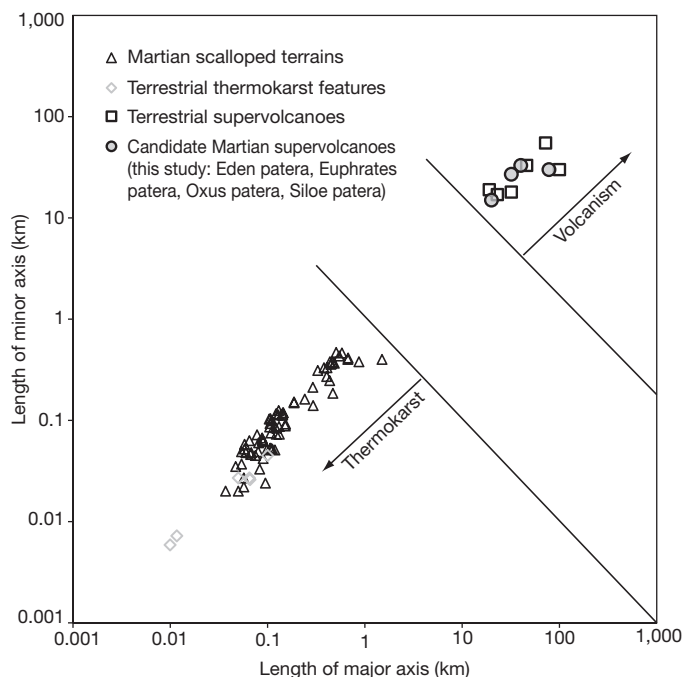 1,000
100
10
1
0.1
0.01
0.001
Length of minor axis (km)
Martian scalloped terrains
Terrestrial thermokarst features
Terrestrial supervolcanoes
Candidate Martian supervolcanoes
(this study: Eden patera, Euphrates
patera, Oxus patera, Siloe patera)
Volcanism
Thermokarst
0.001 0.01 0.1 1 10 100 1,000
Length of major axis (km)